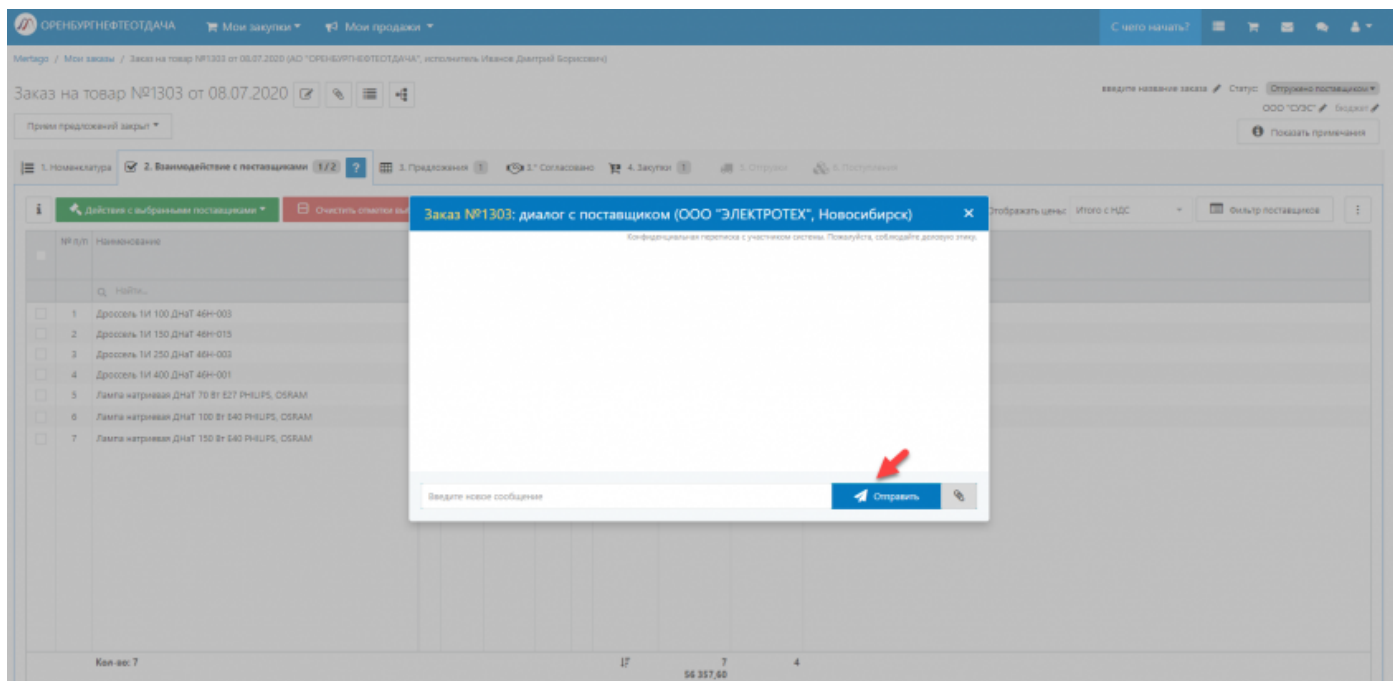 ОРЕНБУРГНЕФТЕОТДАЧА Мои закупки Мои продажи С чего начать?
Mertago / Мои заказы / Заказ на товар №1303 от 08.07.2020 (АО "ОРЕНБУРГНЕФТЕОТДАЧА", исполнитель Иванов Дмитрий Борисович)
Заказ на товар №1303 от 08.07.2020 введите название заказа Статус: Отгружено поставщиком
ООО "СУЭС" бюджет
Прием предложений закрыт Показать примечания
1. Номенклатура 2. Взаимодействие с поставщиками 1/2 ? 3. Предложения 1 3.* Согласовано 4. Закупки 1 5. Отгрузки 6. Поступления
i Действия с выбранными поставщиками Очистить отметки Отображать цены: Итого с НДС Фильтр поставщиков
Заказ №1303: диалог с поставщиком (ООО "ЭЛЕКТРОТЕХ", Новосибирск) ×
Конфиденциальная переписка с участником системы. Пожалуйста, соблюдайте деловую этику.
№ п/п Наименование
Найти...
1 Дроссель 1И 100 ДНаТ 46Н-003
2 Дроссель 1И 150 ДНаТ 46Н-015
3 Дроссель 1И 250 ДНаТ 46Н-003
4 Дроссель 1И 400 ДНаТ 46Н-001
5 Лампа натриевая ДНаТ 70 Вт Е27 PHILIPS, OSRAM
6 Лампа натриевая ДНаТ 100 Вт Е40 PHILIPS, OSRAM
7 Лампа натриевая ДНаТ 150 Вт Е40 PHILIPS, OSRAM
Введите новое сообщение Отправить
Кол-во: 7 7 4
56 357,60